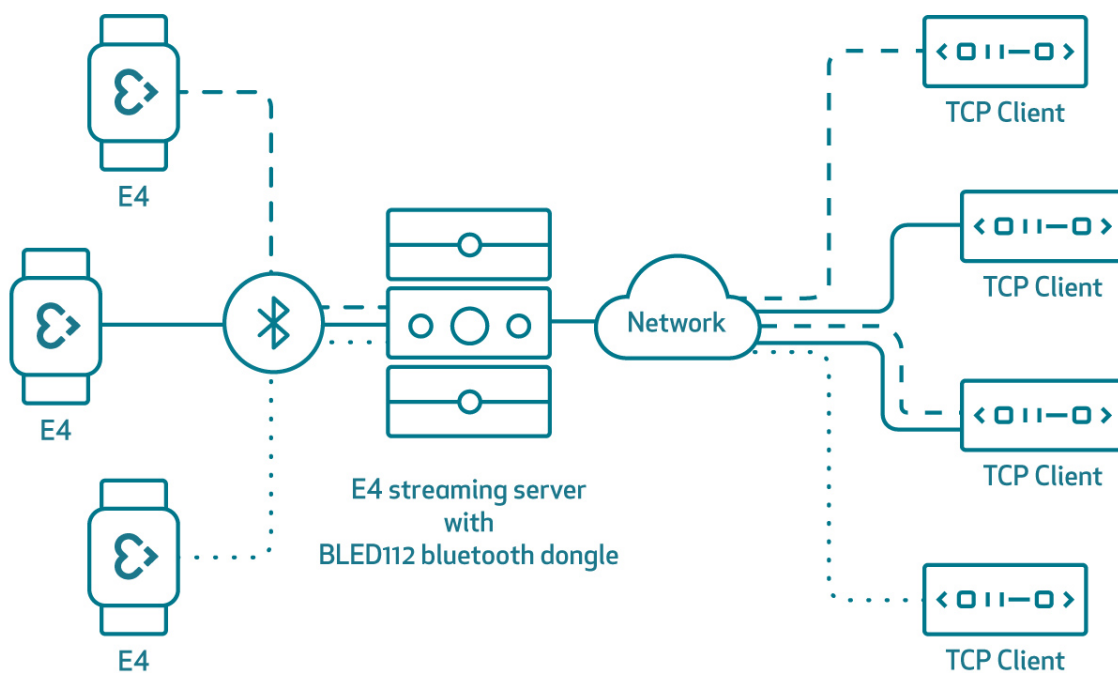 E4
E4
E4
E4 streaming server
with
BLED112 bluetooth dongle
Network
TCP Client
TCP Client
TCP Client
TCP Client